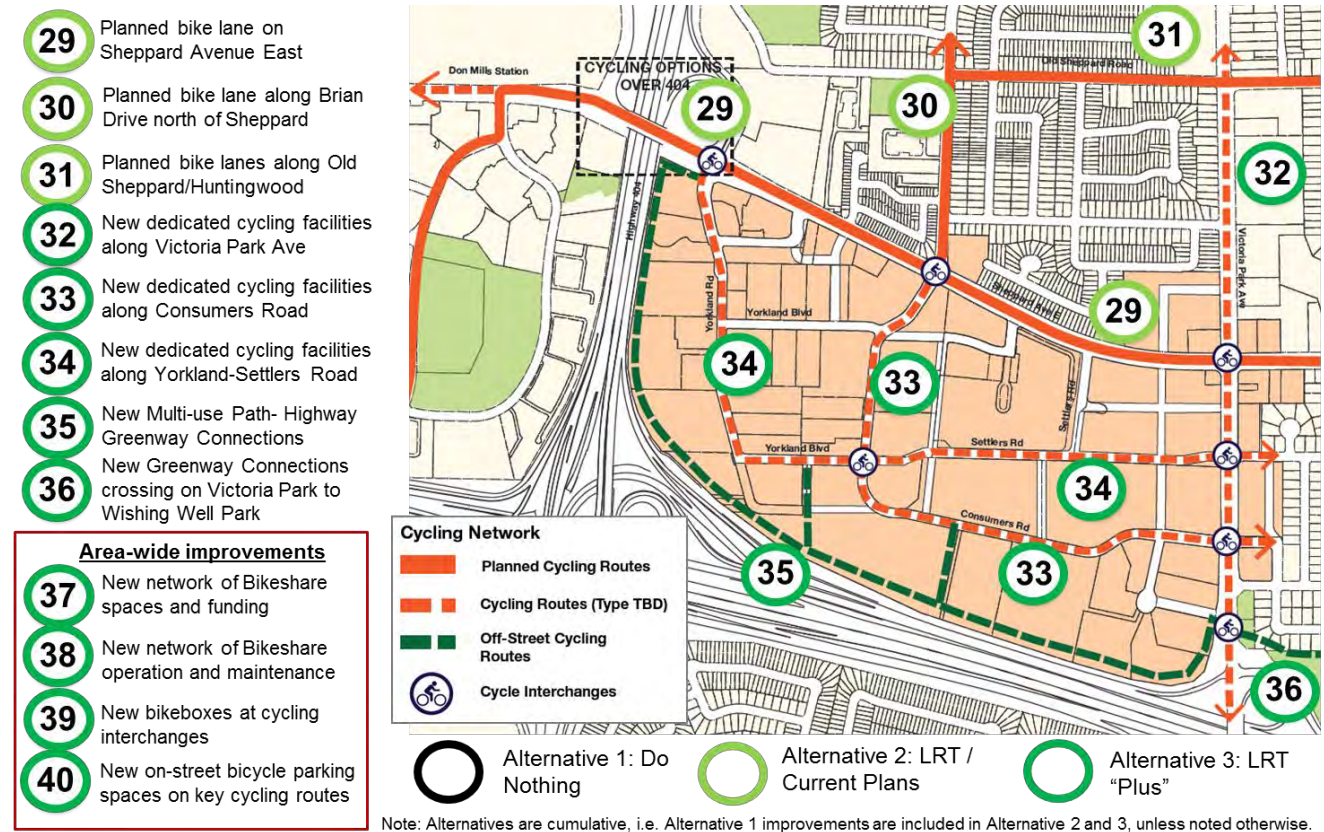 29
Planned bike lane on
Sheppard Avenue East
30
Planned bike lane along Brian
Drive north of Sheppard
31
Planned bike lanes along Old
Sheppard/Huntingwood
32
New dedicated cycling facilities
along Victoria Park Ave
33
New dedicated cycling facilities
along Consumers Road
34
New dedicated cycling facilities
along Yorkland-Settlers Road
35
New Multi-use Path- Highway
Greenway Connections
36
New Greenway Connections
crossing on Victoria Park to
Wishing Well Park
Area-wide improvements
37
New network of Bikeshare
spaces and funding
38
New network of Bikeshare
operation and maintenance
39
New bikeboxes at cycling
interchanges
40
New on-street bicycle parking
spaces on key cycling routes
Don Mills Station
CYCLING OPTIONS -
OVER 404
29
30
31
Old Sheppard Road
32
Highway 404
Victoria Park Ave
Sheppard Ave E
29
Yorkland Rd
Yorkland Blvd
34
33
Settlers Rd
Yorkland Blvd
Settlers Rd
34
Consumers Rd
35
33
36
Cycling Network
Planned Cycling Routes
Cycling Routes (Type TBD)
Off-Street Cycling
Routes
Cycle Interchanges
Alternative 1: Do
Nothing
Alternative 2: LRT /
Current Plans
Alternative 3: LRT
“Plus”
Note: Alternatives are cumulative, i.e. Alternative 1 improvements are included in Alternative 2 and 3, unless noted otherwise.